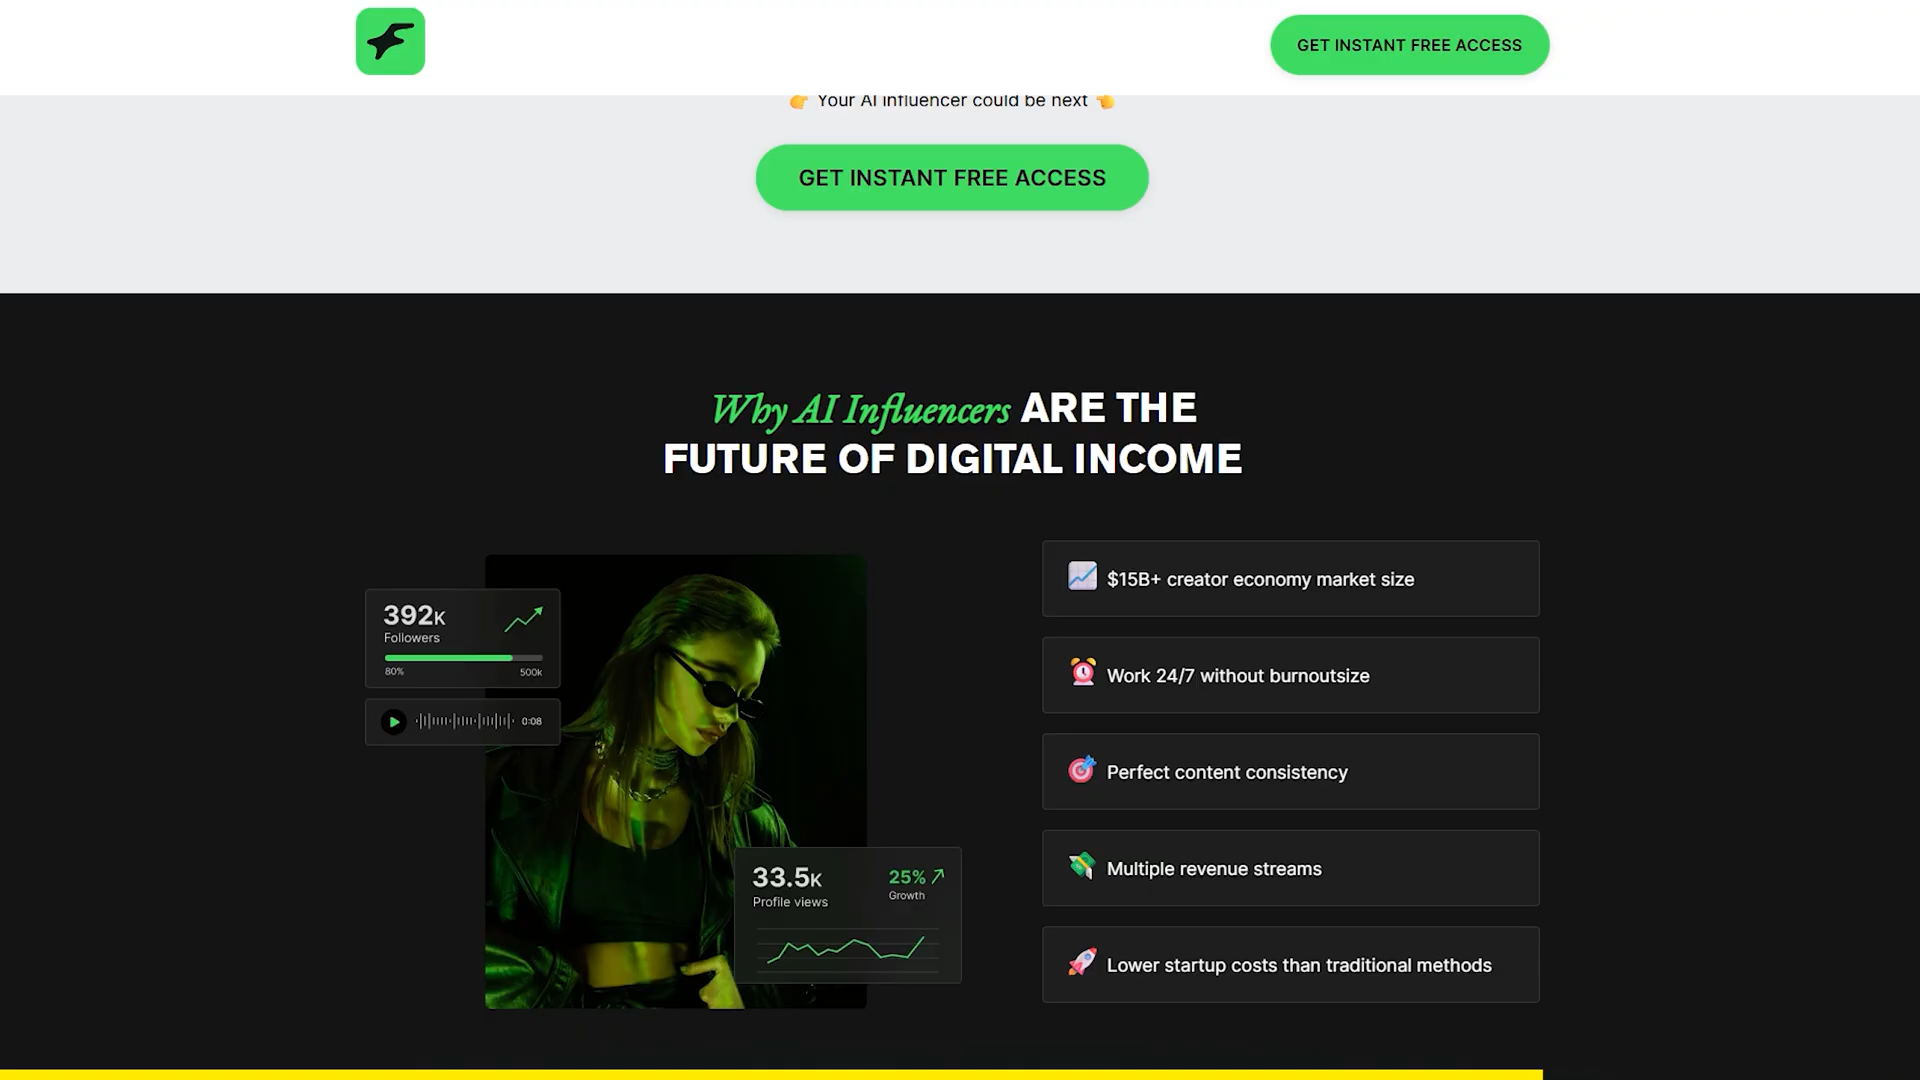 GET INSTANT FREE ACCESS
Your AI influencer could be next
GET INSTANT FREE ACCESS
Why AI Influencers ARE THE
FUTURE OF DIGITAL INCOME
392K
Followers
80% 500k
0:08
33.5K
Profile views
25%
Growth
$15B+ creator economy market size
Work 24/7 without burnoutsize
Perfect content consistency
Multiple revenue streams
Lower startup costs than traditional methods